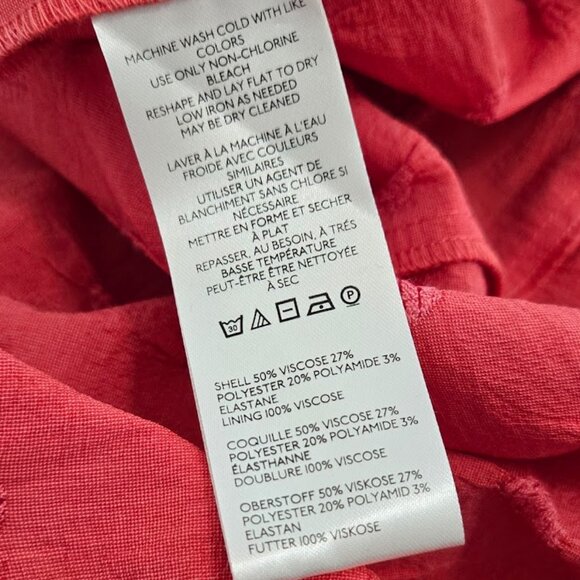 MACHINE WASH COLD WITH LIKE
COLORS
USE ONLY NON-CHLORINE
BLEACH
RESHAPE AND LAY FLAT TO DRY
LOW IRON AS NEEDED
MAY BE DRY CLEANED
LAVER À LA MACHINE À L'EAU
FROIDE AVEC COULEURS
SIMILAIRES
UTILISER UN AGENT DE
BLANCHIMENT SANS CHLORE SI
NÉCESSAIRE
METTRE EN FORME ET SECHER
À PLAT
REPASSER, AU BESOIN, À TRÉS
BASSE TEMPÉRATURE
PEUT-ÊTRE ÊTRE NETTOYÉE
À SEC
30 P
SHELL 50% VISCOSE 27%
POLYESTER 20% POLYAMIDE 3%
ELASTANE
LINING 100% VISCOSE
COQUILLE 50% VISCOSE 27%
POLYESTER 20% POLYAMIDE 3%
ÉLASTHANNE
DOUBLURE 100% VISCOSE
OBERSTOFF 50% VISKOSE 27%
POLYESTER 20% POLYAMID 3%
ELASTAN
FUTTER 100% VISKOSE